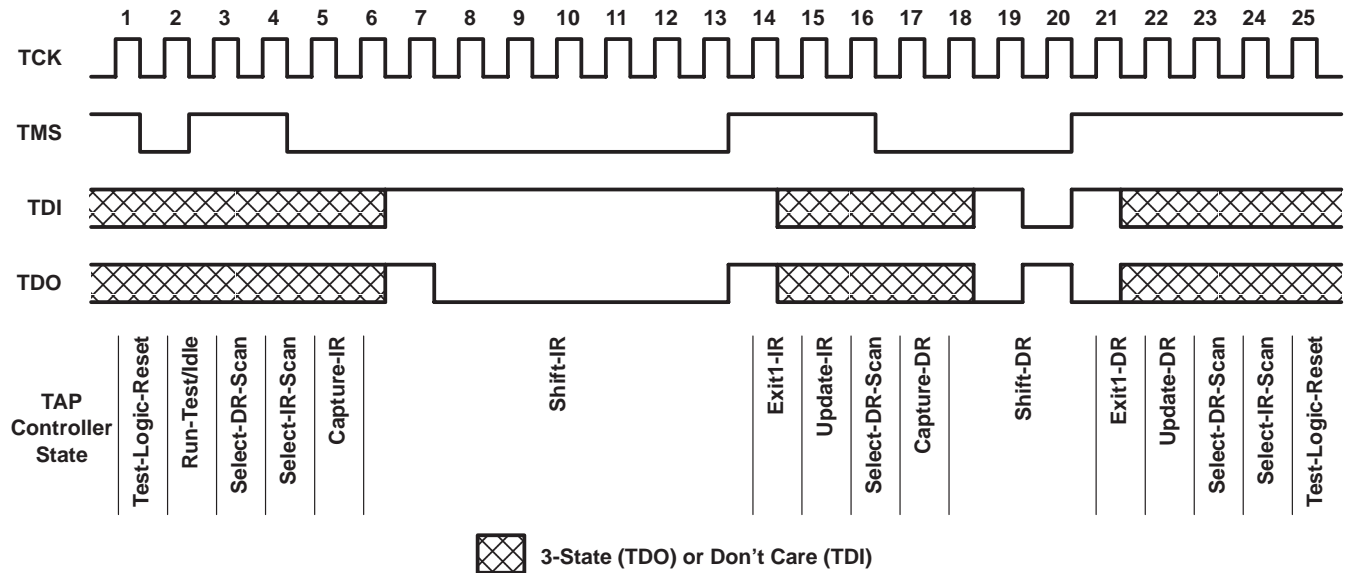 1 2 3 4 5 6 7 8 9 10 11 12 13 14 15 16 17 18 19 20 21 22 23 24 25
TCK
TMS
TDI
TDO
TAP
Controller
State
Test-Logic-Reset
Run-Test/Idle
Select-DR-Scan
Select-IR-Scan
Capture-IR
Shift-IR
Exit1-IR
Update-IR
Select-DR-Scan
Capture-DR
Shift-DR
Exit1-DR
Update-DR
Select-DR-Scan
Select-IR-Scan
Test-Logic-Reset
3-State (TDO) or Don’t Care (TDI)